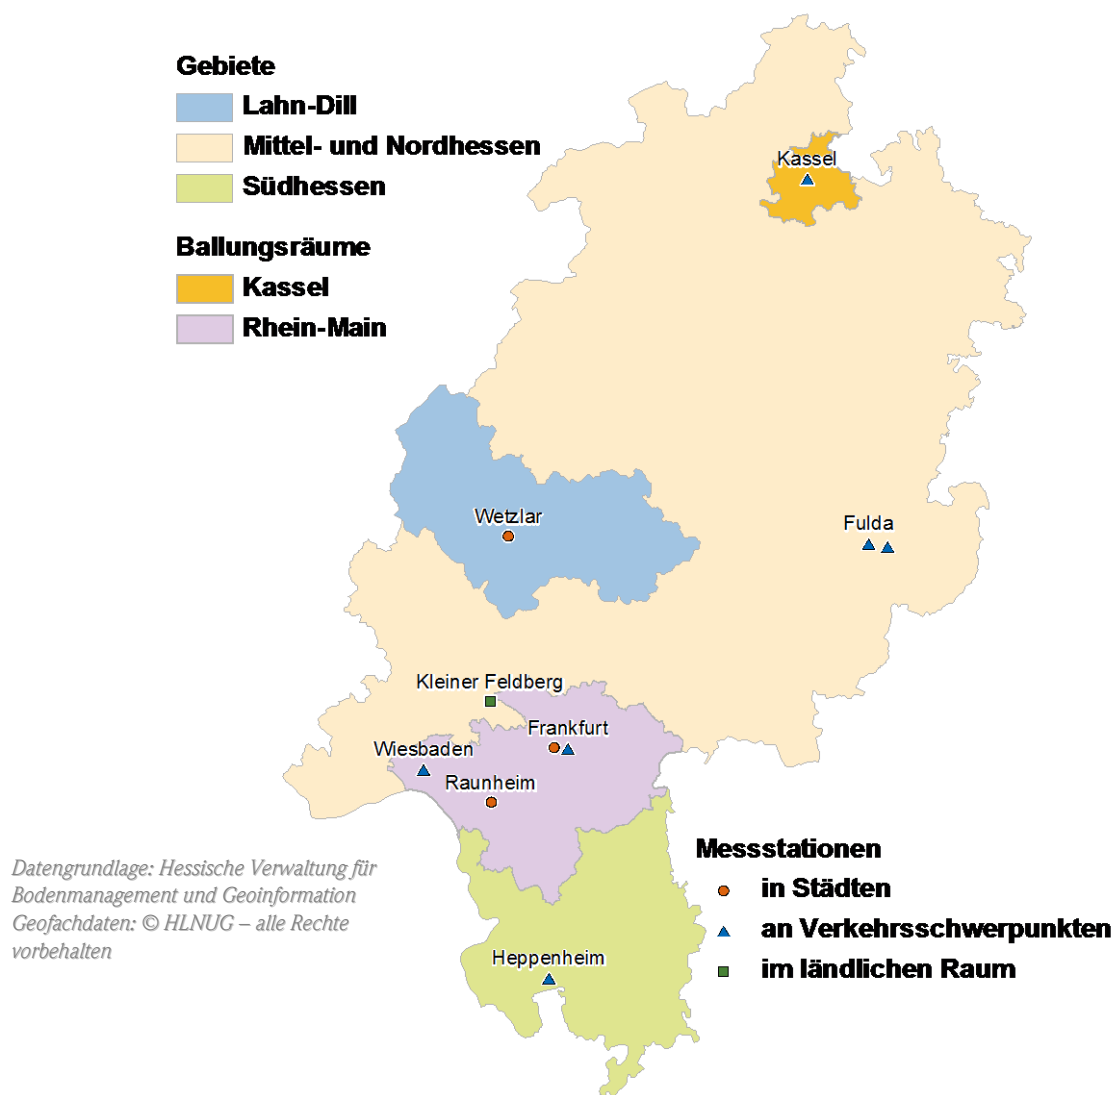 Gebiete
Lahn-Dill
Mittel- und Nordhessen
Südhessen
Ballungsräume
Kassel
Rhein-Main
Kassel
Wetzlar
Fulda
Kleiner Feldberg
Frankfurt
Wiesbaden
Raunheim
Heppenheim
Messstationen
in Städten
an Verkehrsschwerpunkten
im ländlichen Raum
Datengrundlage: Hessische Verwaltung für
Bodenmanagement und Geoinformation
Geofachdaten: © HLNUG – alle Rechte
vorbehalten